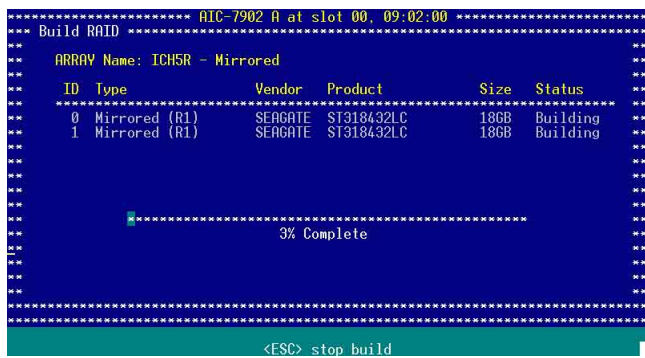 AIC-7902 A at slot 00, 09:02:00
Build RAID
ARRAY Name: ICH5R - Mirrored
ID Type Vendor Product Size Status
0 Mirrored (R1) SEAGATE ST318432LC 18GB Building
1 Mirrored (R1) SEAGATE ST318432LC 18GB Building
3% Complete
<ESC> stop build